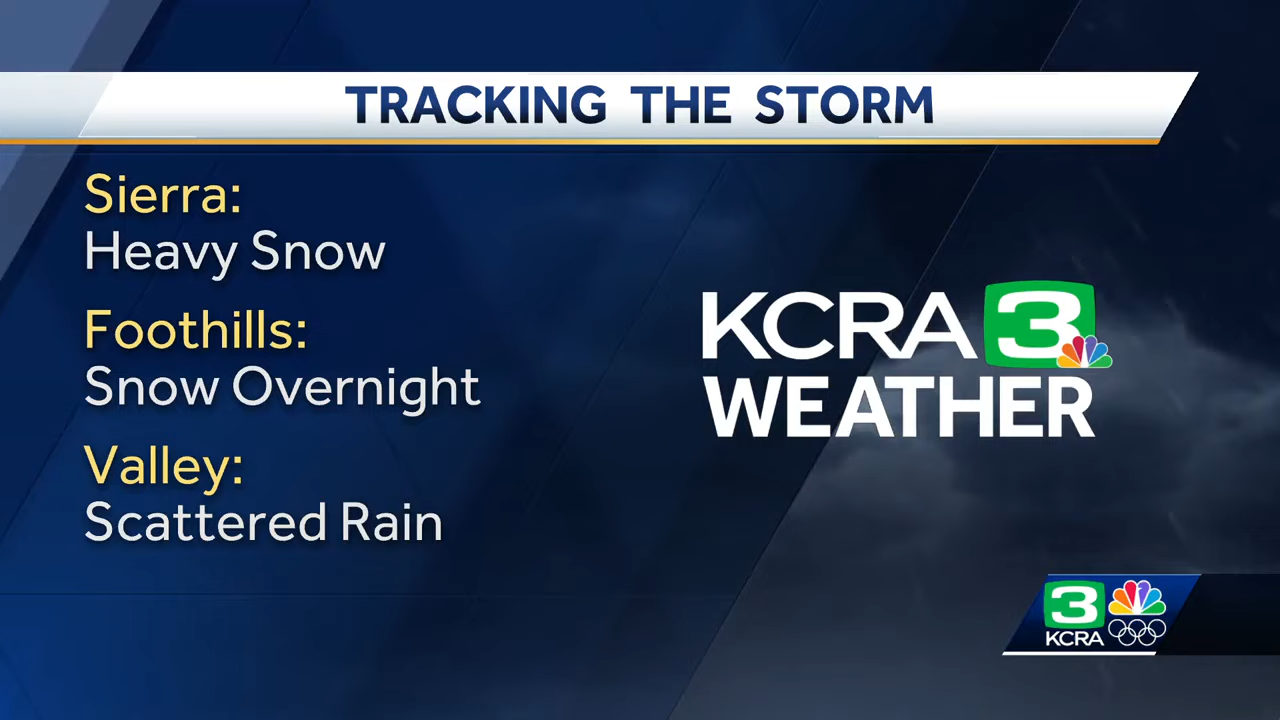 TRACKING THE STORM
Sierra:
Heavy Snow
Foothills:
Snow Overnight
Valley:
Scattered Rain
KCRA 3
WEATHER
3
KCRA